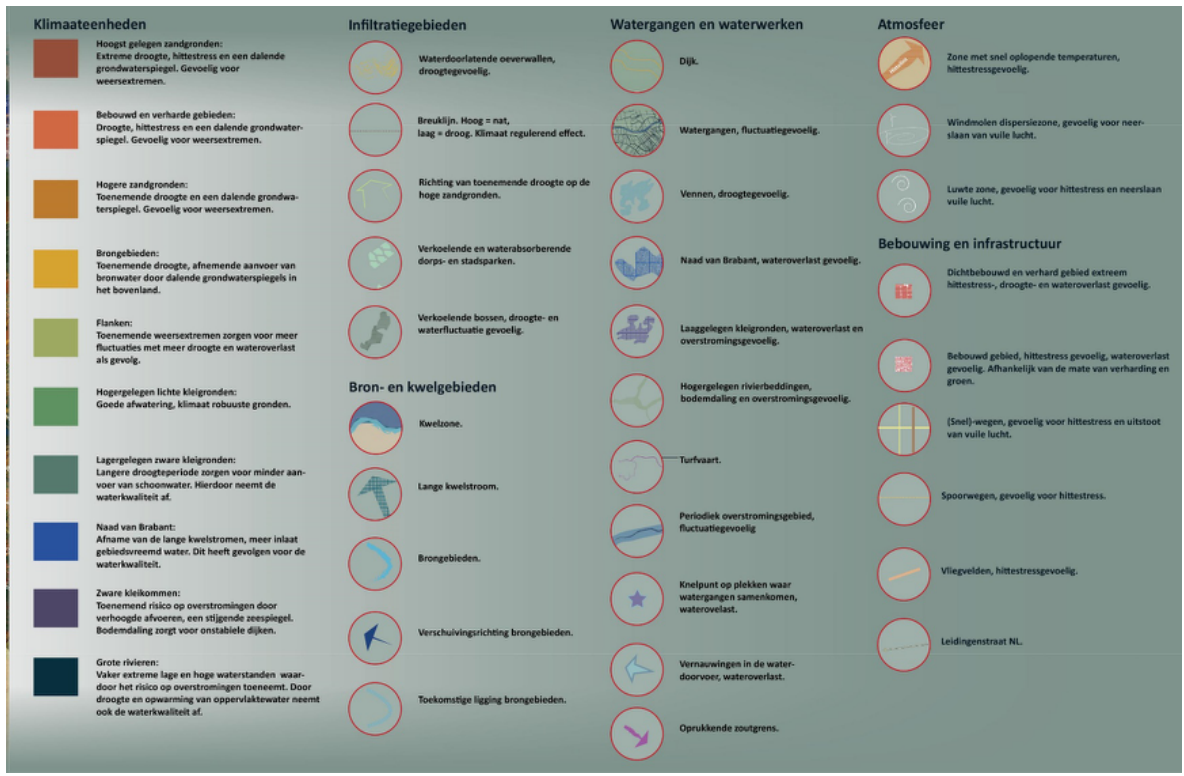 Klimaateenheden
Hoogst gelegen zandgronden:
Extreme droogte, hittestress en een dalende
grondwaterspiegel. Gevoelig voor
weersextremen.
Bebouwd en verharde gebieden:
Droogte, hittestress en een dalende grondwater-
spiegel. Gevoelig voor weersextremen.
Hogere zandgronden:
Toenemende droogte en een dalende grondwa-
terspiegel. Gevoelig voor weersextremen.
Brongebieden:
Toenemende droogte, afnemende aanvoer van
bronwater door dalende grondwaterspiegels in
het bovenland.
Flanken:
Toenemende weersextremen zorgen voor meer
fluctuaties met meer droogte en wateroverlast
als gevolg.
Hogergelegen lichte kleigronden:
Goede afwatering, klimaat robuuste gronden.
Lagergelegen zware kleigronden:
Langere droogteperiode zorgen voor minder aan-
voer van schoonwater. Hierdoor neemt de
waterkwaliteit af.
Naad van Brabant:
Afname van de lange kwelstromen, meer inlaat
gebiedsvreemd water. Dit heeft gevolgen voor de
waterkwaliteit.
Zware kleikommen:
Toenemend risico op overstromingen door
verhoogde afvoeren, een stijgende zeespiegel.
Bodemdaling zorgt voor onstabiele dijken.
Grote rivieren:
Vaker extreme lage en hoge waterstanden waar-
door het risico op overstromingen toeneemt. Door
droogte en opwarming van oppervlaktewater neemt
ook de waterkwaliteit af.
Infiltratiegebieden
Waterdoorlatende oeverwallen,
droogtegevoelig.
Breuklijn. Hoog = nat,
laag = droog. Klimaat regulerend effect.
Richting van toenemende droogte op de
hoge zandgronden.
Verkoelende en waterabsorberende
dorps- en stadsparken.
Verkoelende bossen, droogte- en
waterfluctuatie gevoelig.
Bron- en kwelgebieden
Kwelzone.
Lange kwelstroom.
Brongebieden.
Verschuivingsrichting brongebieden.
Toekomstige ligging brongebieden.
Watergangen en waterwerken
Dijk.
Watergangen, fluctuatiegevoelig.
Vennen, droogtegevoelig.
Naad van Brabant, wateroverlast gevoelig.
Laaggelegen kleigronden, wateroverlast en
overstromingsgevoelig.
Hogergelegen rivierbeddingen,
bodemdaling en overstromingsgevoelig.
Turfvaart.
Periodiek overstromingsgebied,
fluctuatiegevoelig
Knelpunt op plekken waar
watergangen samenkomen,
waterovelast.
Vernauwingen in de water-
doorvoer, wateroverlast.
Oprukkende zoutgrens.
Atmosfeer
Zone met snel oplopende temperaturen,
hittestressgevoelig.
Windmolen dispersiezone, gevoelig voor neer-
slaan van vuile lucht.
Luwte zone, gevoelig voor hittestress en neerslaan
vuile lucht.
Bebouwing en infrastructuur
Dichtbebouwd en verhard gebied extreem
hittestress-, droogte- en wateroverlast gevoelig.
Bebouwd gebied, hittestress gevoelig, wateroverlast
gevoelig. Afhankelijk van de mate van verharding en
groen.
(Snel)-wegen, gevoelig voor hittestress en uitstoot
van vuile lucht.
Spoorwegen, gevoelig voor hittestress.
Vliegvelden, hittestressgevoelig.
Leidingenstraat NL.